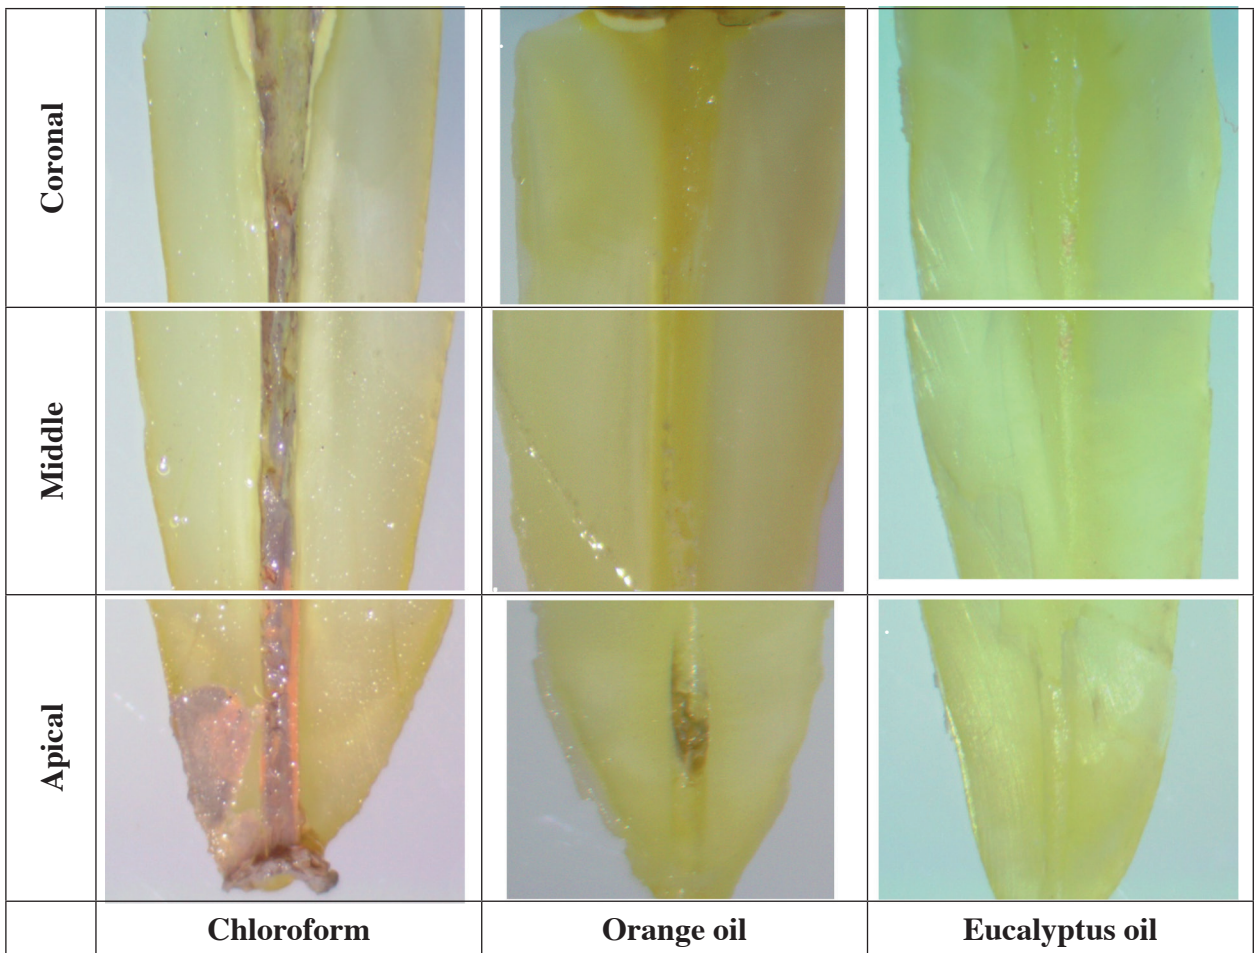 Coronal
Middle
Apical
Chloroform
Orange oil
Eucalyptus oil